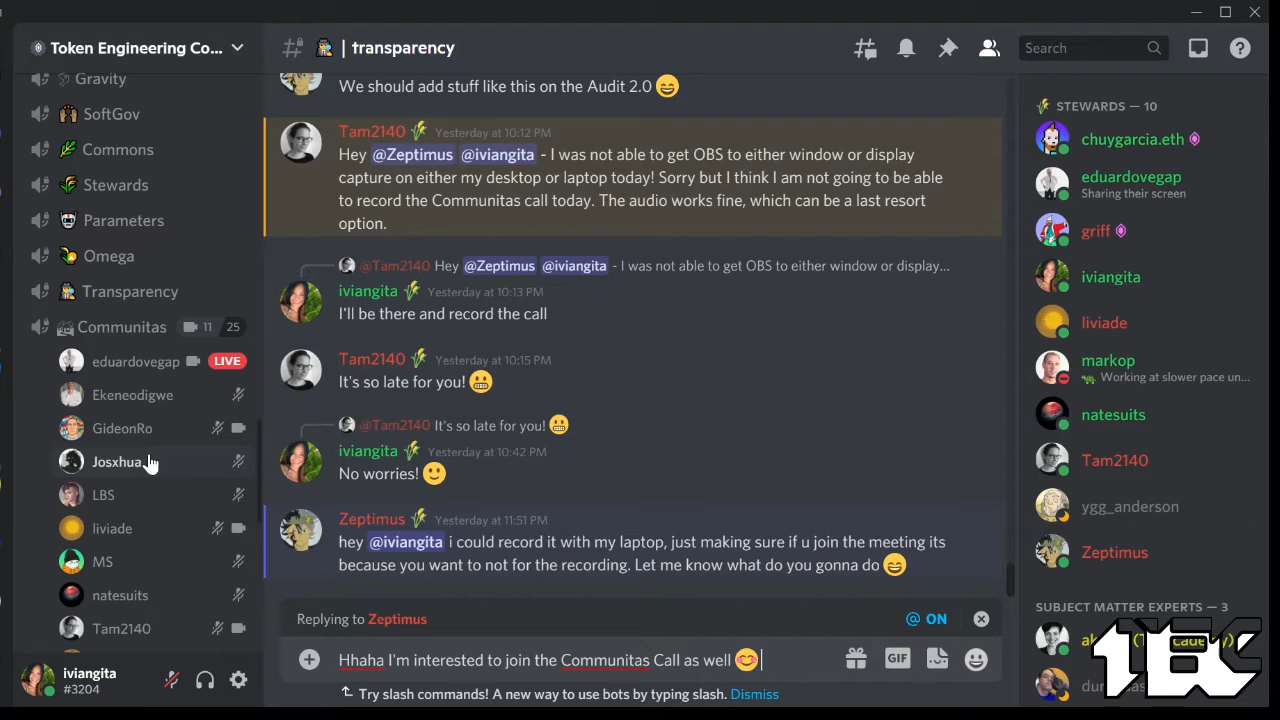 Token Engineering Co...
Gravity
SoftGov
Commons
Stewards
Parameters
Omega
Transparency
Communitas 11 25
eduardovegap LIVE
Ekeneodigwe
GideonRo
Josxhua
LBS
liviade
MS
natesuits
Tam2140
iviangita
#3204
| transparency
Search
We should add stuff like this on the Audit 2.0
Tam2140 Yesterday at 10:12 PM
Hey @Zeptimus @iviangita - I was not able to get OBS to either window or display
capture on either my desktop or laptop today! Sorry but I think I am not going to be able
to record the Communitas call today. The audio works fine, which can be a last resort
option.
@Tam2140 Hey @Zeptimus @iviangita - I was not able to get OBS to either window or display...
iviangita Yesterday at 10:13 PM
I'll be there and record the call
Tam2140 Yesterday at 10:15 PM
It's so late for you!
@Tam2140 It's so late for you!
iviangita Yesterday at 10:42 PM
No worries!
Zeptimus Yesterday at 11:51 PM
hey @iviangita i could record it with my laptop, just making sure if u join the meeting its
because you want to not for the recording. Let me know what do you gonna do
Replying to Zeptimus @ ON
Hhaha I'm interested to join the Communitas Call as well
GIF
Try slash commands! A new way to use bots by typing slash. Dismiss
STEWARDS — 10
chuygarcia.eth
eduardovegap
Sharing their screen
griff
iviangita
liviade
markop
Working at slower pace un...
natesuits
Tam2140
ygg_anderson
Zeptimus
SUBJECT MATTER EXPERTS — 3
TEC